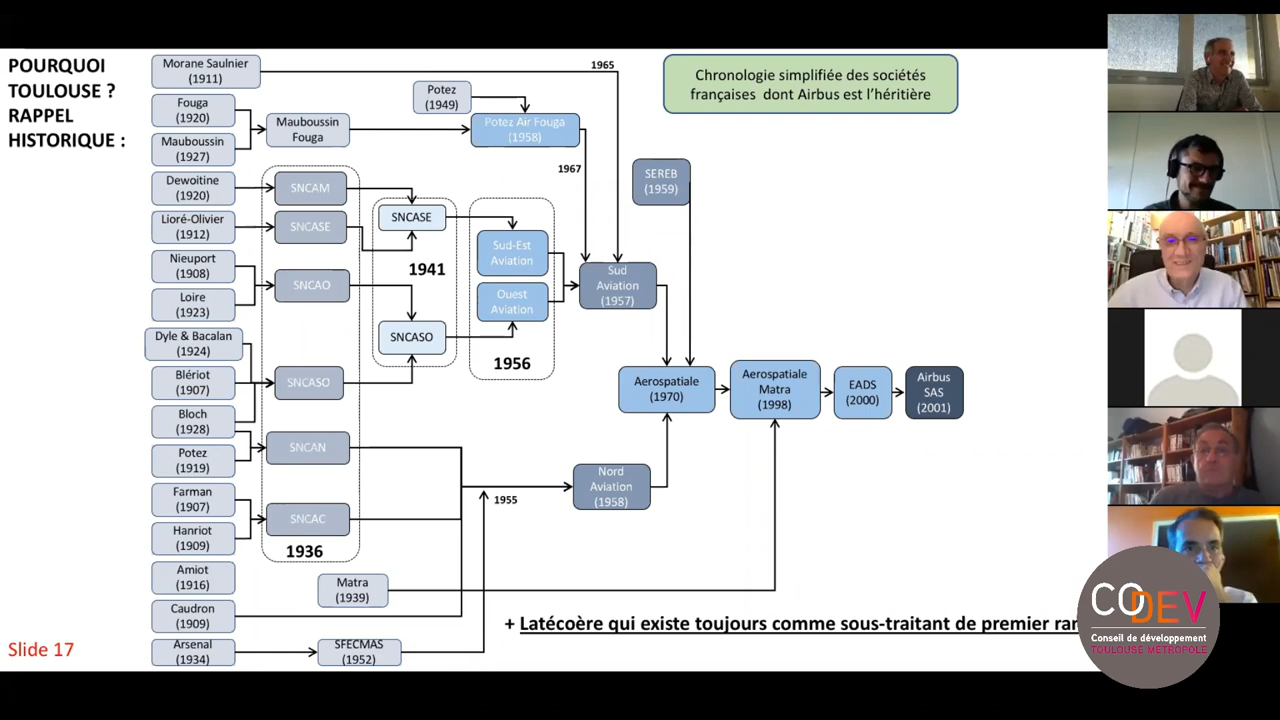 POURQUOI
TOULOUSE ?
RAPPEL
HISTORIQUE :
Chronologie simplifiée des sociétés
françaises dont Airbus est l'héritière
Morane Saulnier
(1911)
1965
Fouga
(1920)
Mauboussin
(1927)
Mauboussin
Fouga
Potez
(1949)
Potez Air Fouga
(1958)
1967
SEREB
(1959)
Dewoitine
(1920)
SNCAM
Lioré-Olivier
(1912)
SNCASE
SNCASE
1941
Nieuport
(1908)
Loire
(1923)
SNCAO
SNCASO
Sud-Est
Aviation
Ouest
Aviation
1956
Sud
Aviation
(1957)
Dyle & Bacalan
(1924)
Blériot
(1907)
Bloch
(1928)
SNCASO
Potez
(1919)
SNCAN
Farman
(1907)
Hanriot
(1909)
SNCAC
1936
Aerospatiale
(1970)
Aerospatiale
Matra
(1998)
EADS
(2000)
Airbus
SAS
(2001)
Nord
Aviation
(1958)
1955
Amiot
(1916)
Matra
(1939)
Caudron
(1909)
Arsenal
(1934)
SFECMAS
(1952)
+ Latécoère qui existe toujours comme sous-traitant de premier
Slide 17
CODEV
Conseil de développement
TOULOUSE MÉTROPOLE